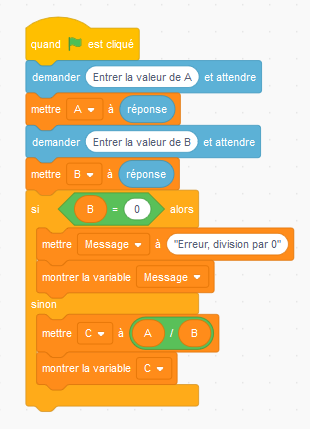 quand est cliqué
demander Entrer la valeur de A et attendre
mettre A à réponse
demander Entrer la valeur de B et attendre
mettre B à réponse
si B = 0 alors
mettre Message à "Erreur, division par 0"
montrer la variable Message
sinon
mettre C à A / B
montrer la variable C